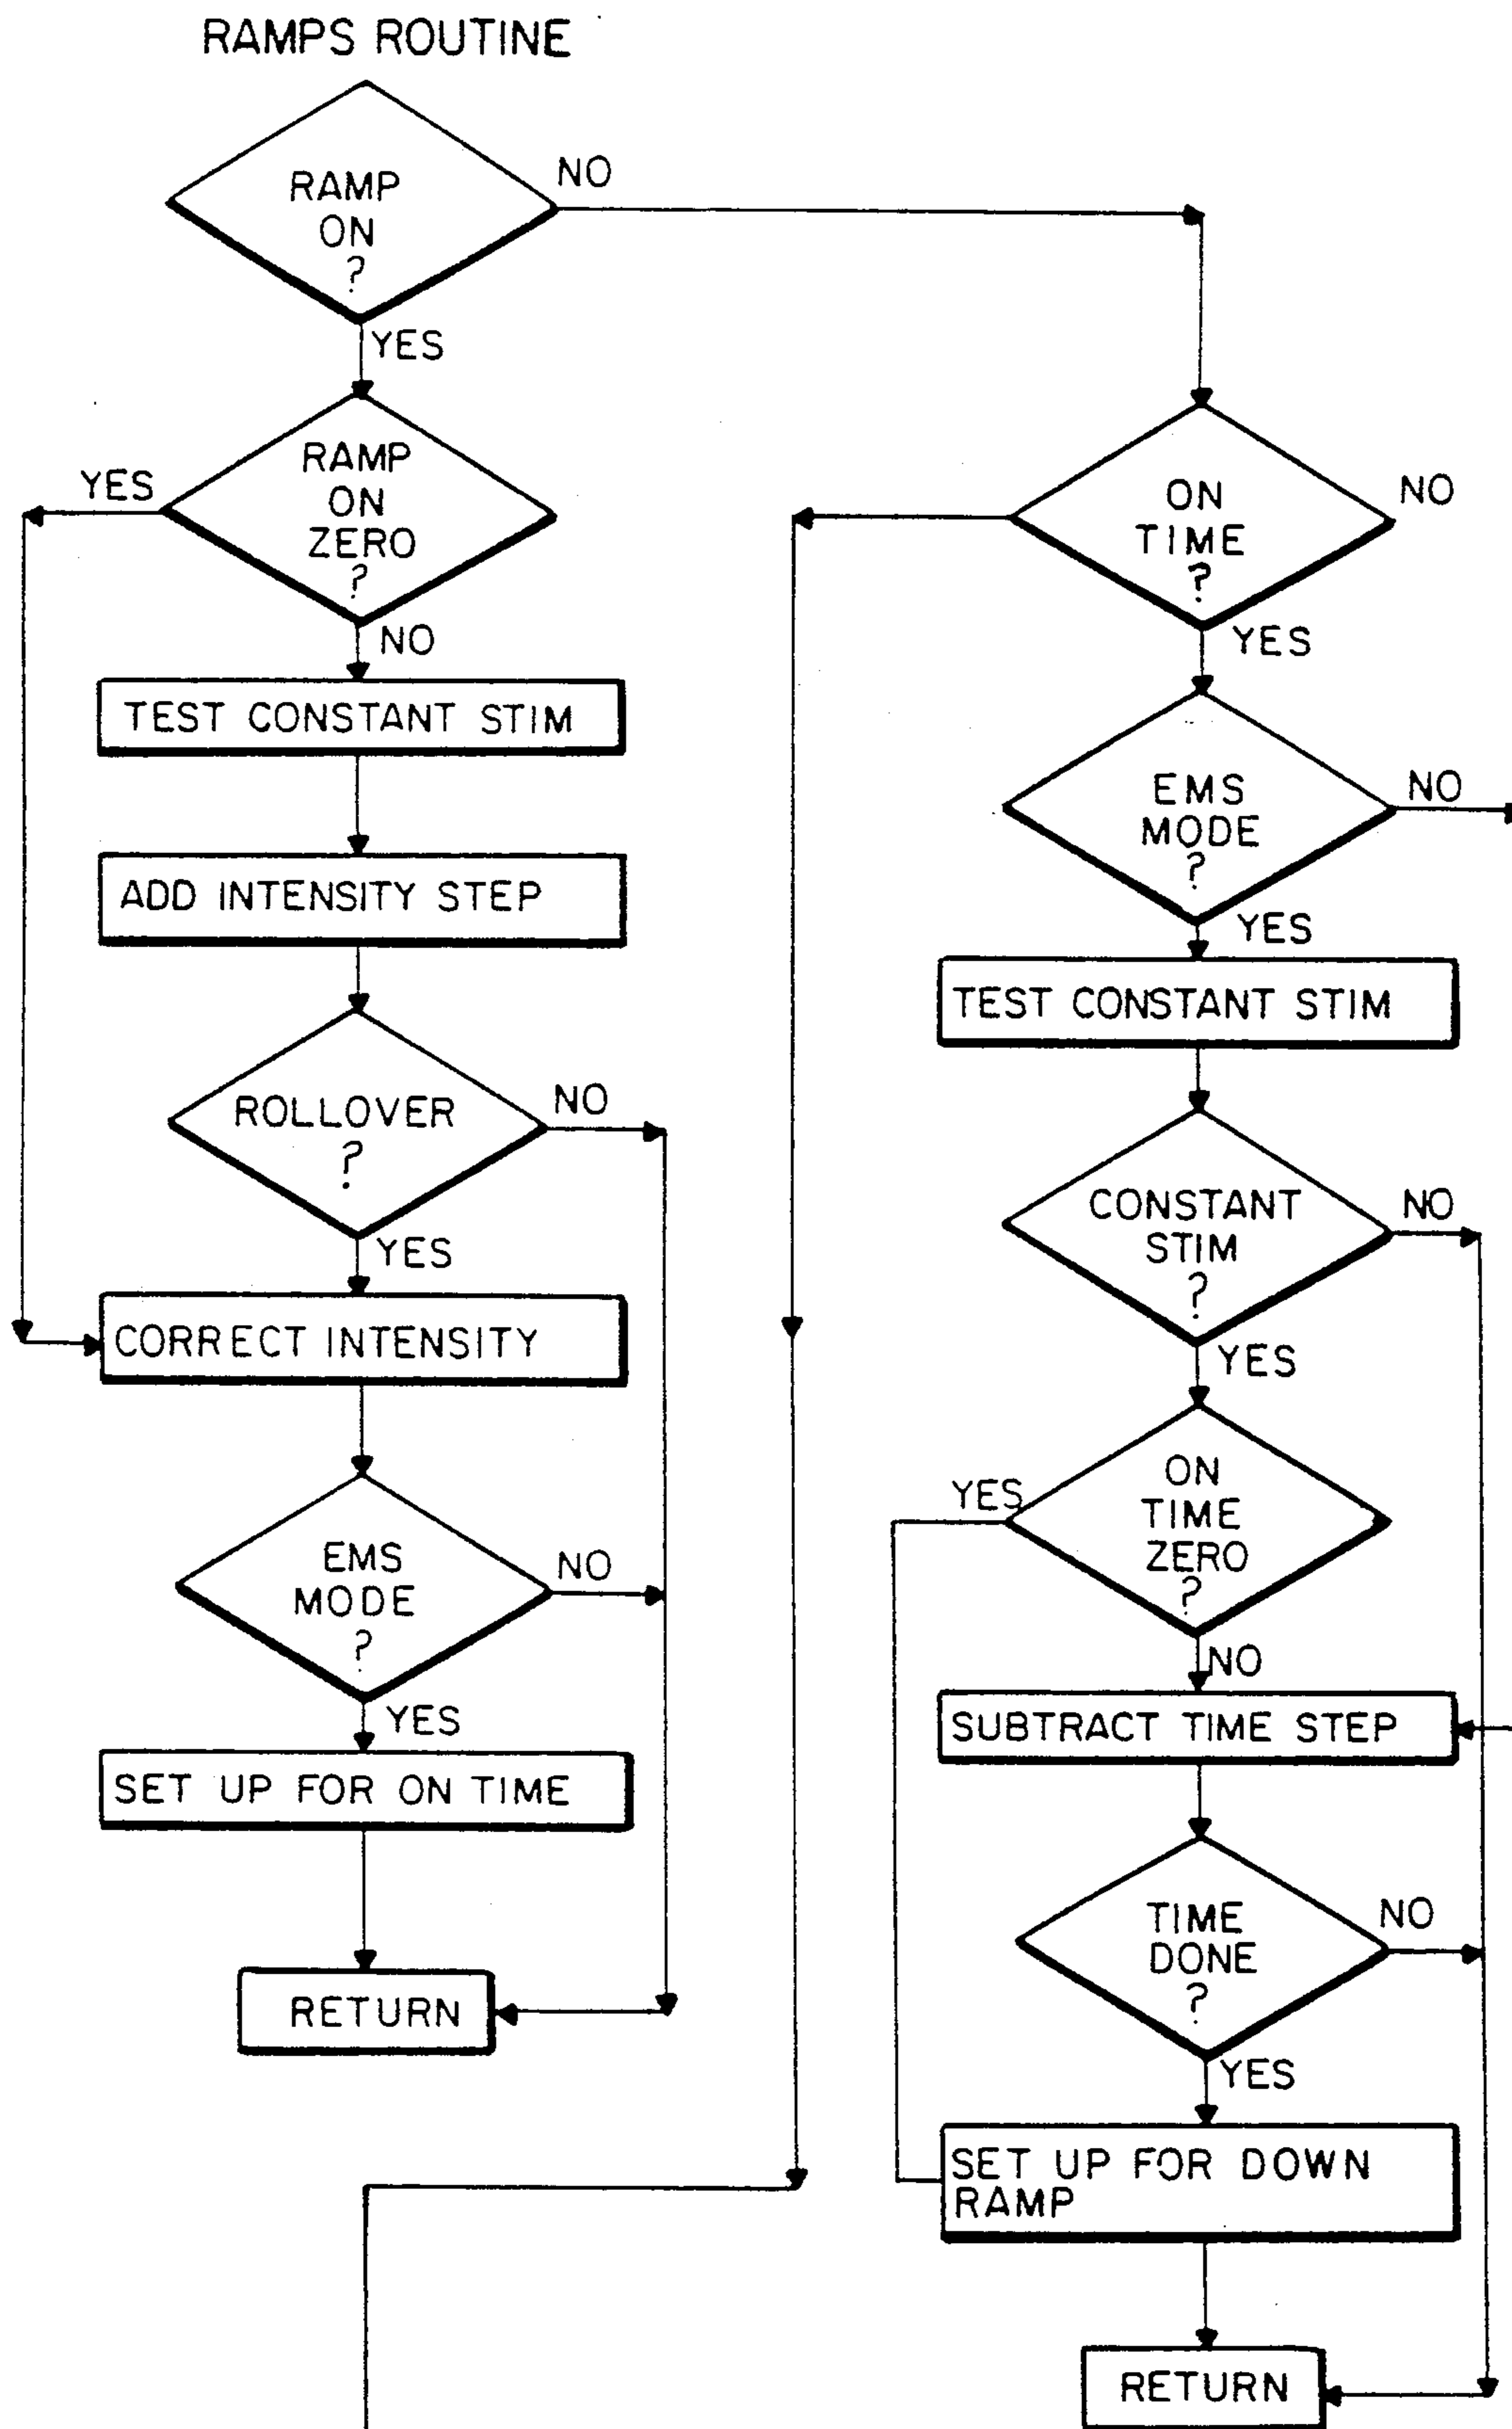 RAMPS ROUTINE
RAMP
ON
?
NO
YES
RAMP
ON
ZERO
?
YES
NO
TEST CONSTANT STIM
ADD INTENSITY STEP
ROLLOVER
?
NO
YES
CORRECT INTENSITY
EMS
MODE
?
NO
YES
SET UP FOR ON TIME
RETURN
ON
TIME
?
NO
YES
EMS
MODE
?
NO
YES
TEST CONSTANT STIM
CONSTANT
STIM
?
NO
YES
ON
TIME
ZERO
?
YES
NO
SUBTRACT TIME STEP
TIME
DONE
?
NO
YES
SET UP FOR DOWN
RAMP
RETURN